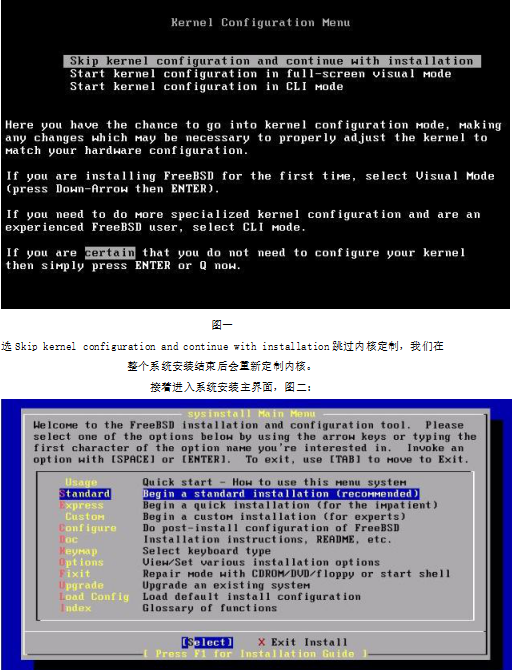 Kernel Configuration Menu
Skip kernel configuration and continue with installation
Start kernel configuration in full-screen visual mode
Start kernel configuration in CLI mode
Here you have the chance to go into kernel configuration mode, making
any changes which may be necessary to properly adjust the kernel to
match your hardware configuration.
If you are installing FreeBSD for the first time, select Visual Mode
(press Down-Arrow then ENTER).
If you need to do more specialized kernel configuration and are an
experienced FreeBSD user, select CLI mode.
If you are certain that you do not need to configure your kernel
then simply press ENTER or Q now.
图一
选 Skip kernel configuration and continue with installation 跳过内核定制，我们在
整个系统安装结束后会重新定制内核。
接着进入系统安装主界面，图二：
sysinstall Main Menu
Welcome to the FreeBSD installation and configuration tool. Please
select one of the options below by using the arrow keys or typing the
first character of the option name you're interested in. Invoke an
option with [SPACE] or [ENTER]. To exit, use [TAB] to move to Exit.
Usage Quick start - How to use this menu system
Standard Begin a standard installation (recommended)
Express Begin a quick installation (for the impatient)
Custom Begin a custom installation (for experts)
Configure Do post-install configuration of FreeBSD
Doc Installation instructions, README, etc.
Keymap Select keyboard type
Options View/Set various installation options
Fixit Repair mode with CDROM/DVD/floppy or start shell
Upgrade Upgrade an existing system
Load Config Load default install configuration
Index Glossary of functions
[Select] X Exit Install
[ Press F1 for Installation Guide ]